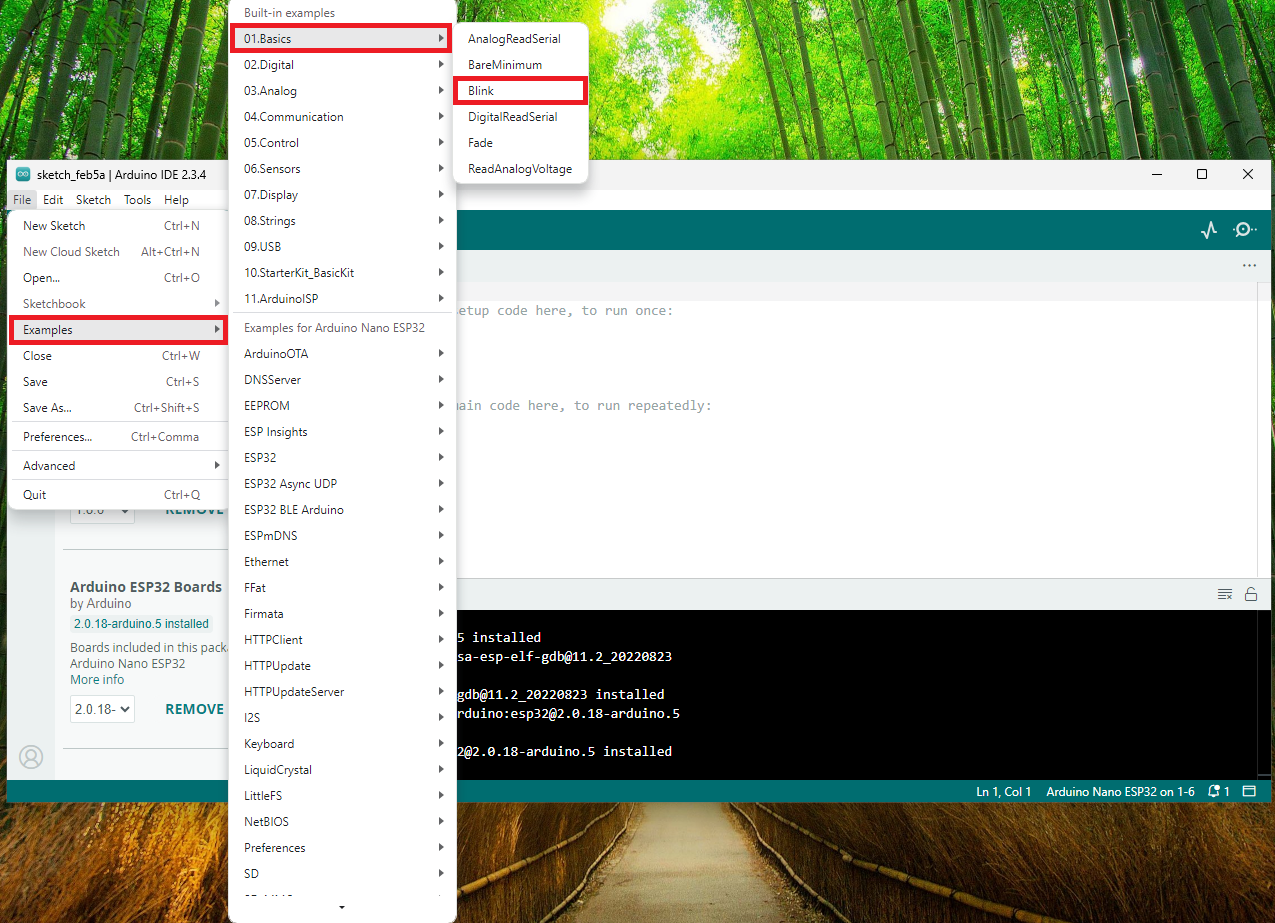 Built-in examples
01.Basics
02.Digital
03.Analog
04.Communication
05.Control
06.Sensors
07.Display
08.Strings
09.USB
10.StarterKit_BasicKit
11.ArduinoISP
Examples for Arduino Nano ESP32
ArduinoOTA
DNSServer
EEPROM
ESP Insights
ESP32
ESP32 Async UDP
ESP32 BLE Arduino
ESPmDNS
Ethernet
FFat
Firmata
HTTPClient
HTTPUpdate
HTTPUpdateServer
I2S
Keyboard
LiquidCrystal
LittleFS
NetBIOS
Preferences
SD
AnalogReadSerial
BareMinimum
Blink
DigitalReadSerial
Fade
ReadAnalogVoltage
sketch_feb5a | Arduino IDE 2.3.4
File Edit Sketch Tools Help
New Sketch Ctrl+N
New Cloud Sketch Alt+Ctrl+N
Open... Ctrl+O
Sketchbook
Examples
Close Ctrl+W
Save Ctrl+S
Save As... Ctrl+Shift+S
Preferences... Ctrl+Comma
Advanced
Quit Ctrl+Q
setup code here, to run once:
main code here, to run repeatedly:
REMOVE
Arduino ESP32 Boards
by Arduino
2.0.18-arduino.5 installed
Boards included in this packa
Arduino Nano ESP32
More info
2.0.18- REMOVE
5 installed
sa-esp-elf-gdb@11.2_20220823
gdb@11.2_20220823 installed
rduino:esp32@2.0.18-arduino.5
2@2.0.18-arduino.5 installed
Ln 1, Col 1 Arduino Nano ESP32 on 1-6 1